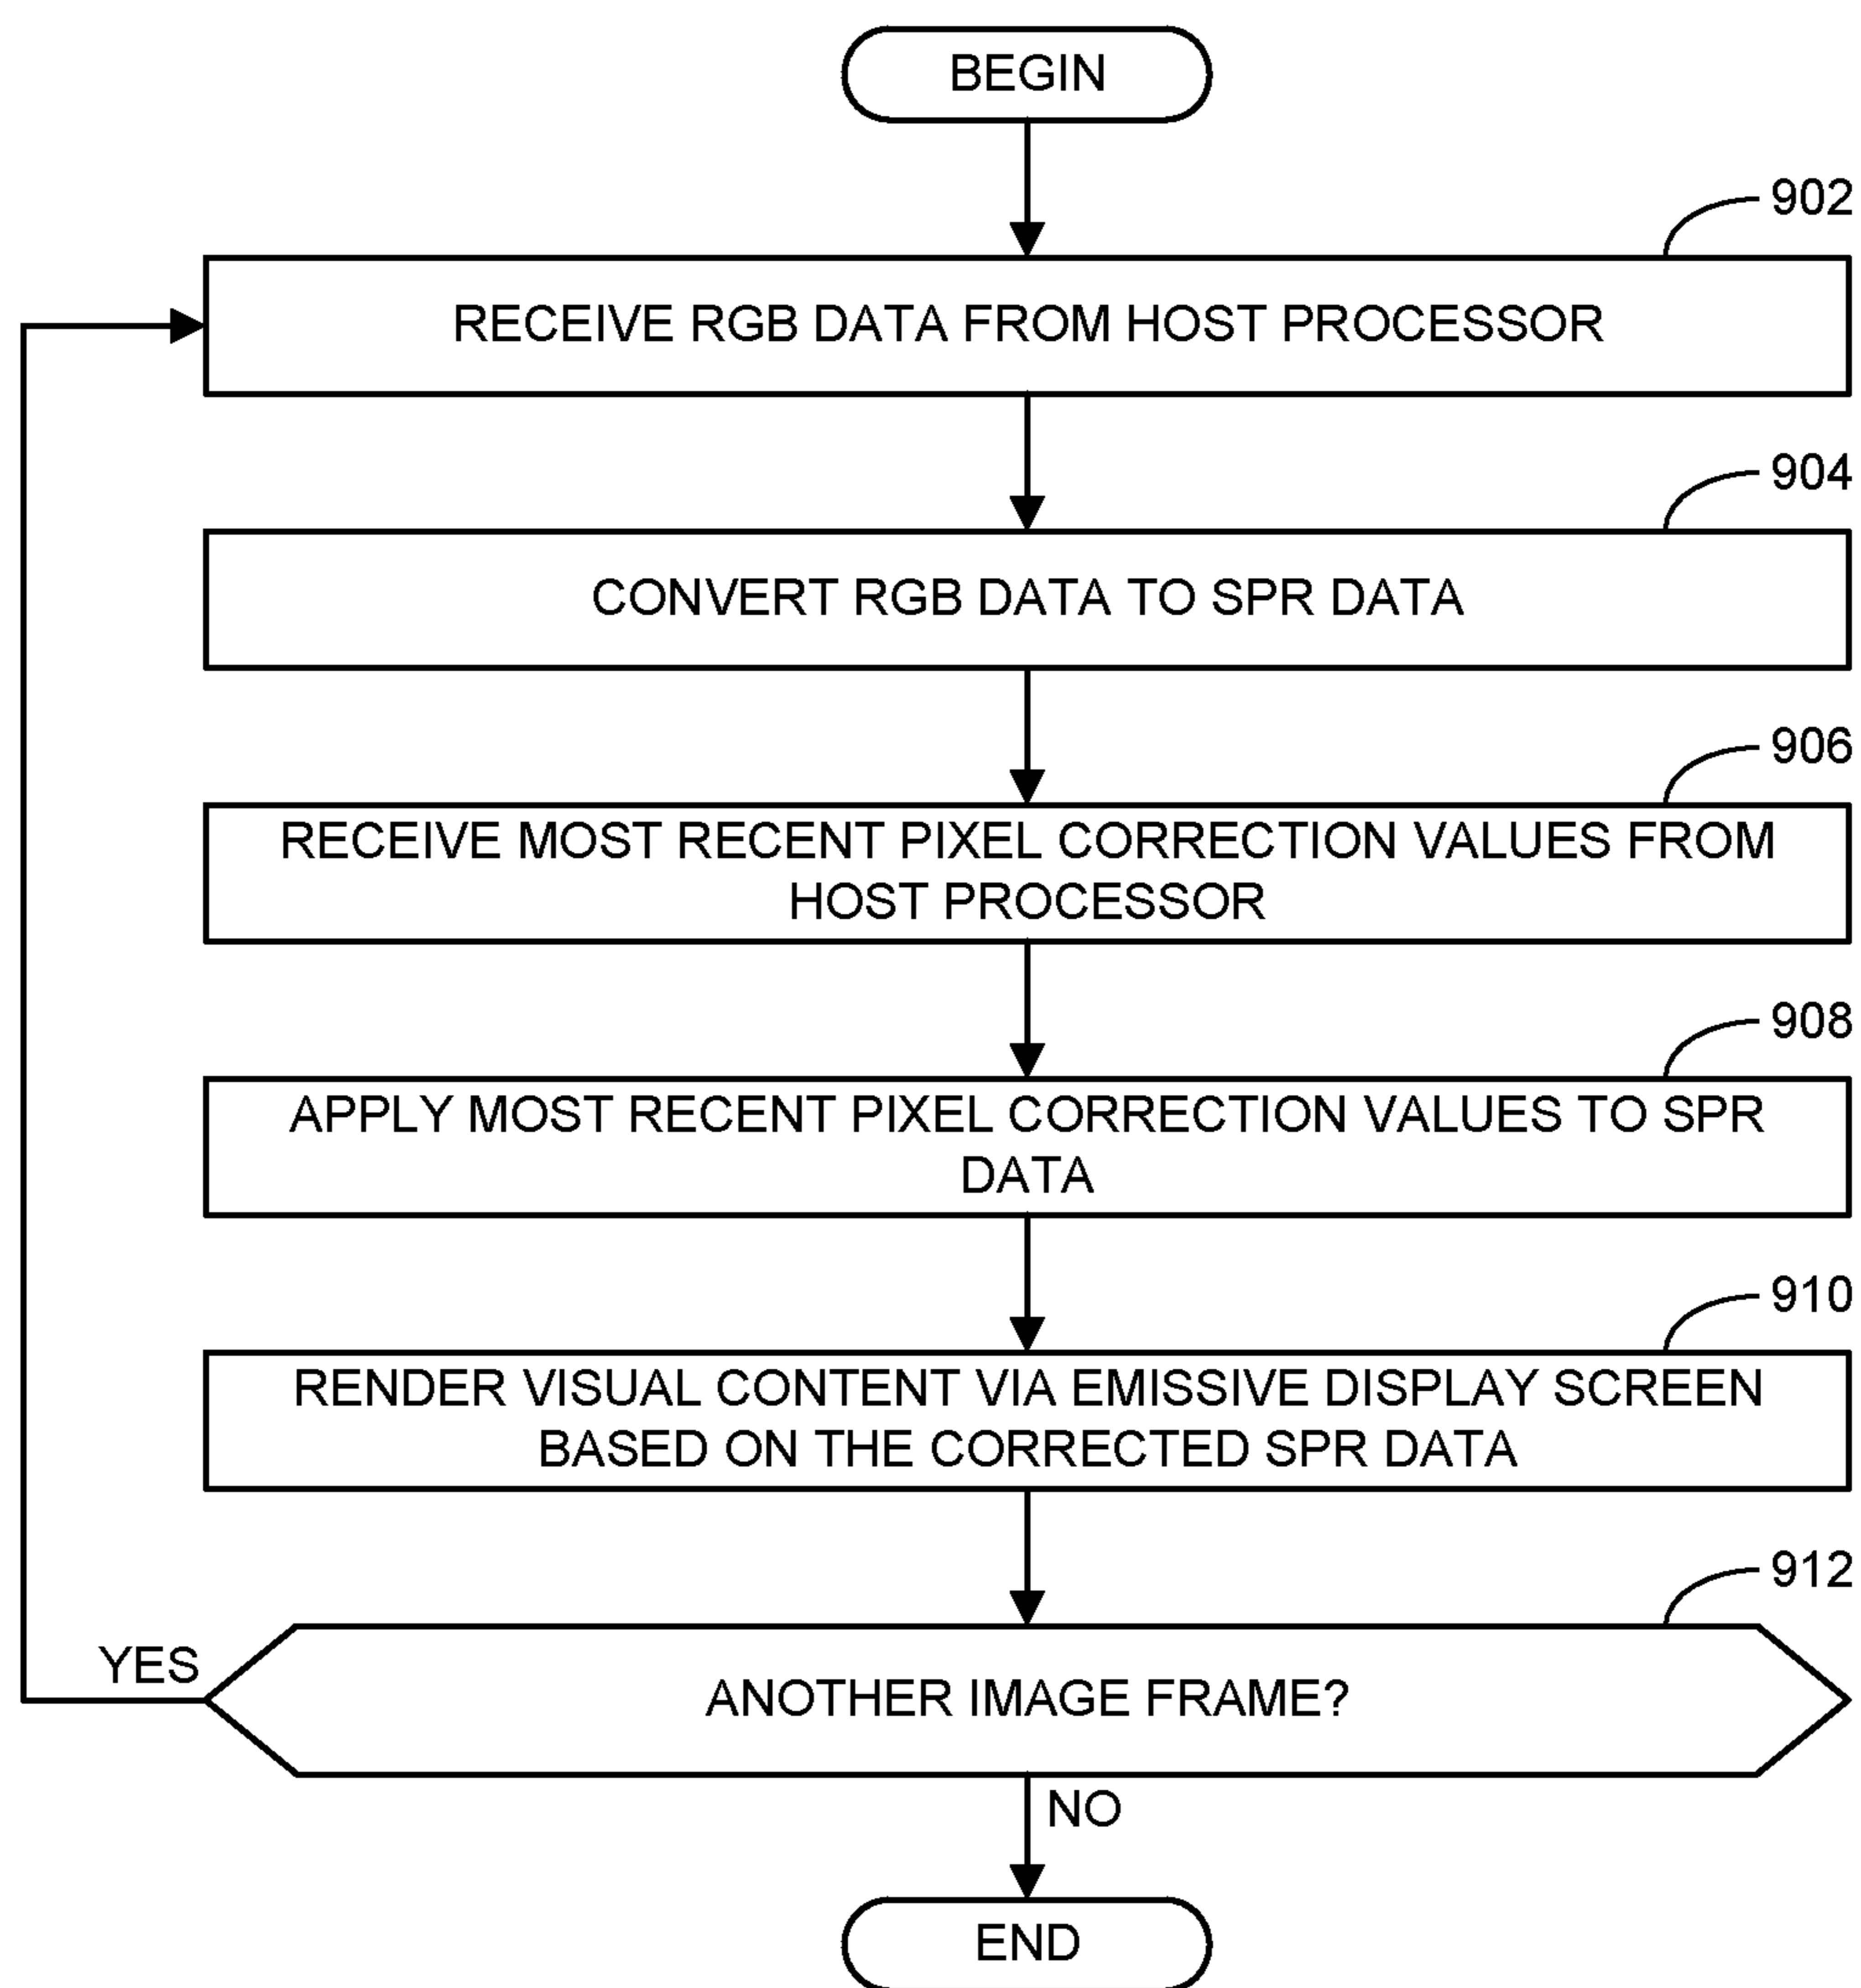 BEGIN
902
RECEIVE RGB DATA FROM HOST PROCESSOR
904
CONVERT RGB DATA TO SPR DATA
906
RECEIVE MOST RECENT PIXEL CORRECTION VALUES FROM
HOST PROCESSOR
908
APPLY MOST RECENT PIXEL CORRECTION VALUES TO SPR
DATA
910
RENDER VISUAL CONTENT VIA EMISSIVE DISPLAY SCREEN
BASED ON THE CORRECTED SPR DATA
912
YES
ANOTHER IMAGE FRAME?
NO
END